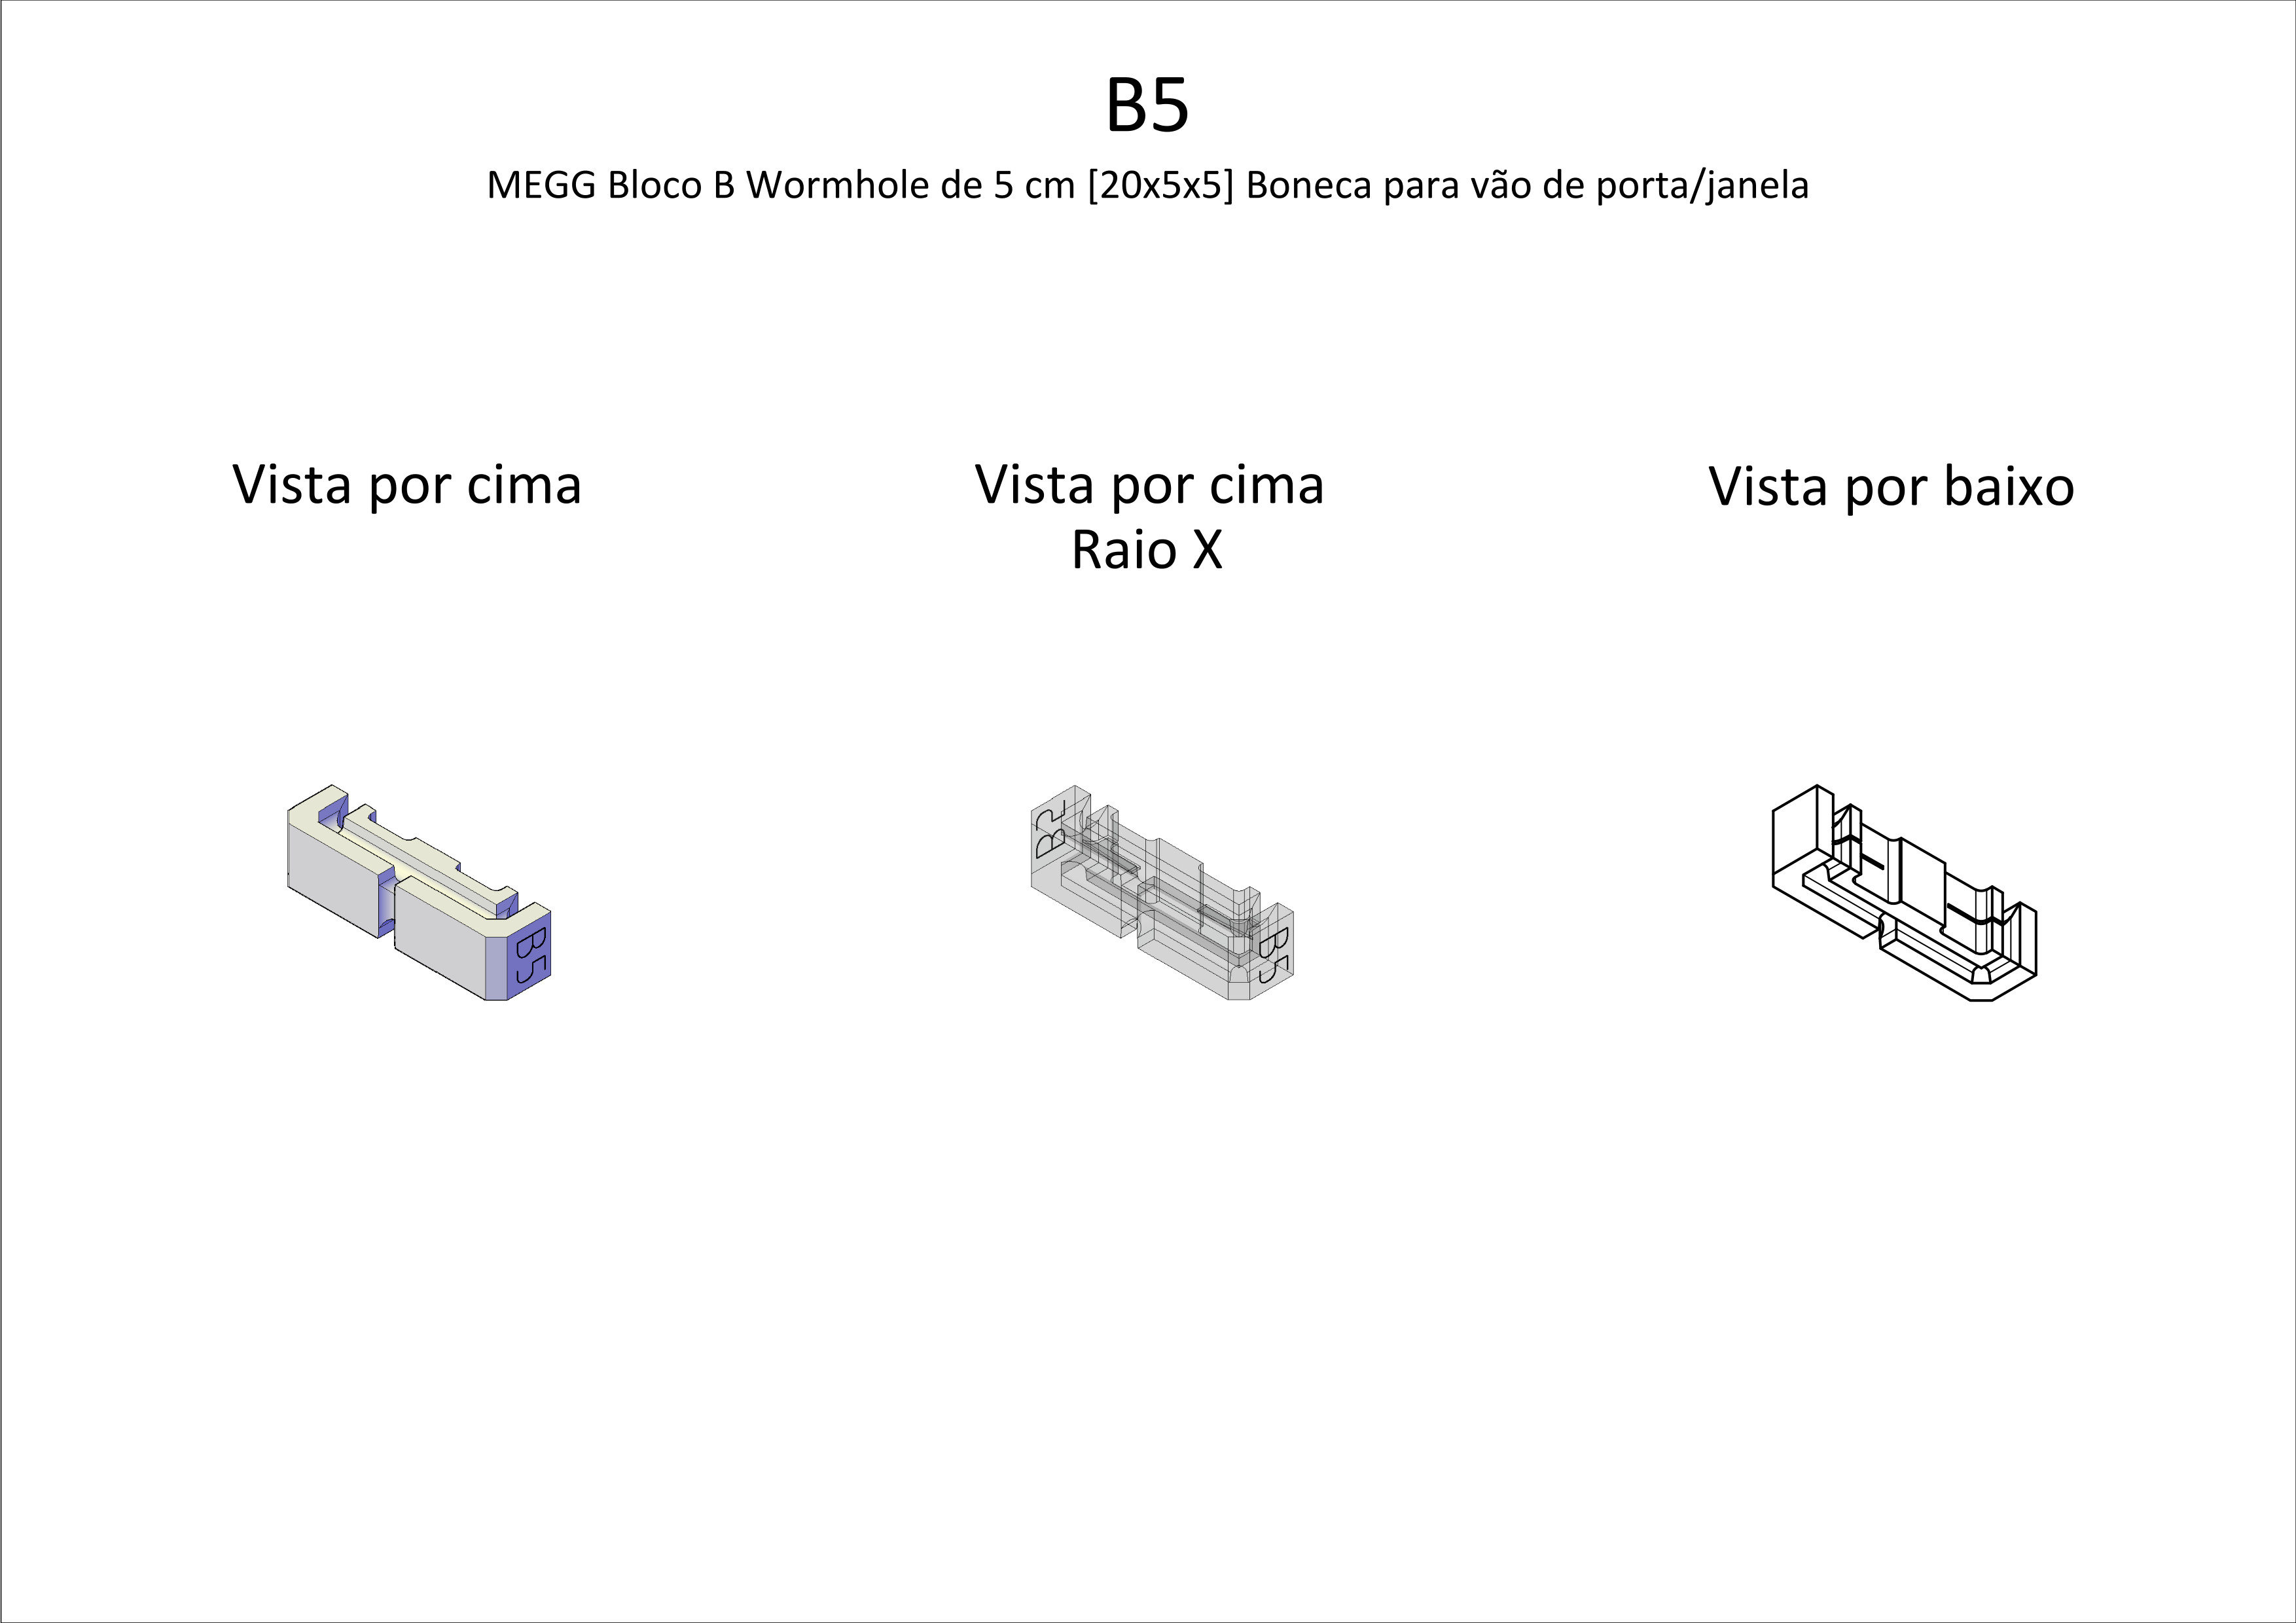 B5
MEGG Bloco B Wormhole de 5 cm [20x5x5] Boneca para vão de porta/janela
Vista por cima
Vista por cima
Raio X
Vista por baixo
B5
B5
B5